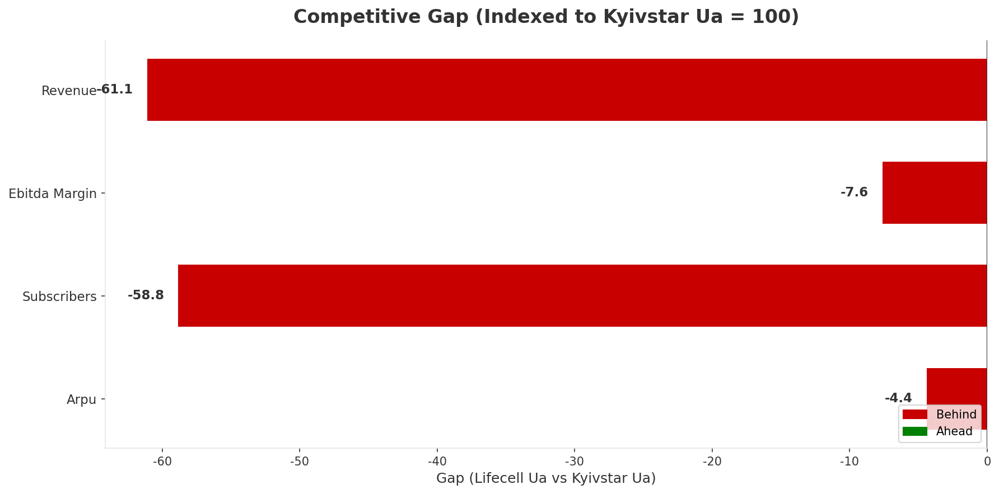 Competitive Gap (Indexed to Kyivstar Ua = 100)
Revenue
-61.1
Ebitda Margin
-7.6
Subscribers
-58.8
Arpu
-4.4
Behind
Ahead
-60 -50 -40 -30 -20 -10 0
Gap (Lifecell Ua vs Kyivstar Ua)